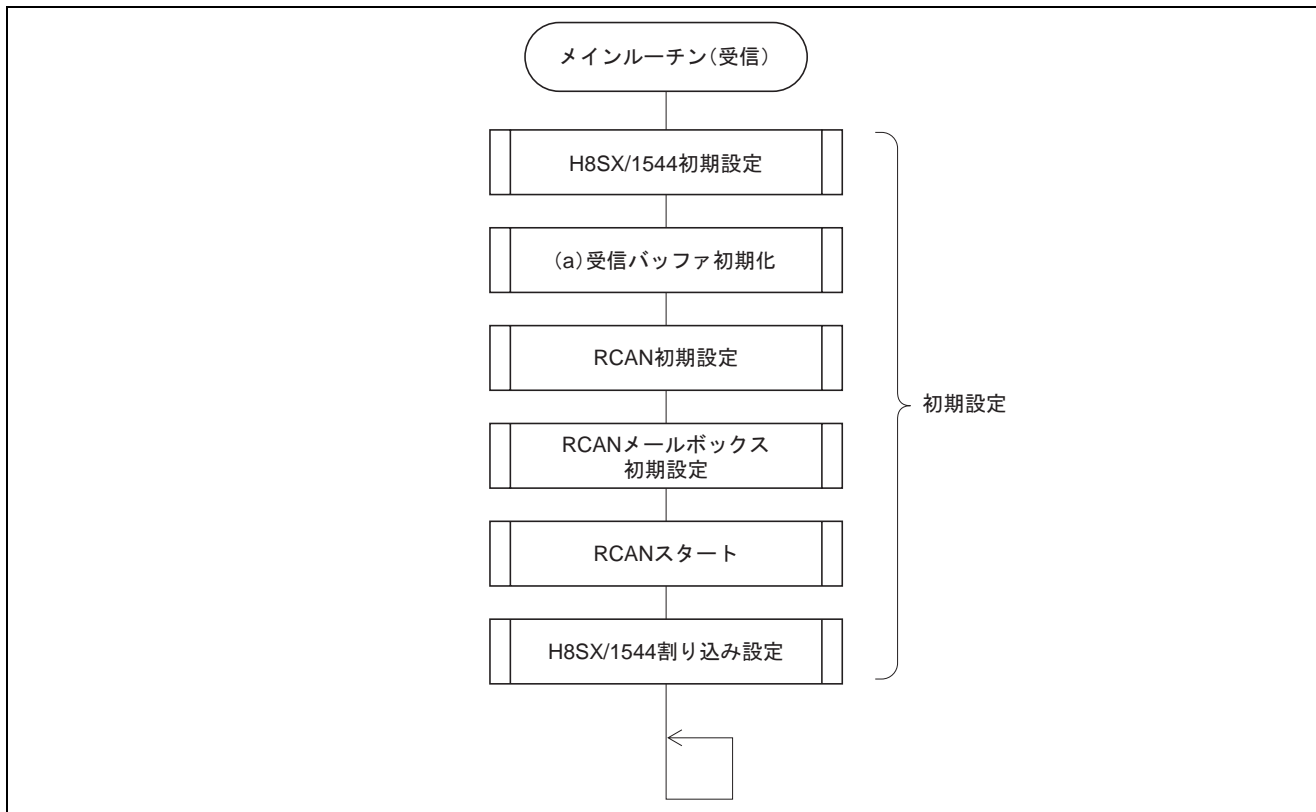 メインルーチン(受信)
H8SX/1544初期設定
(a)受信バッファ初期化
RCAN初期設定
初期設定
RCANメールボックス
初期設定
RCANスタート
H8SX/1544割り込み設定